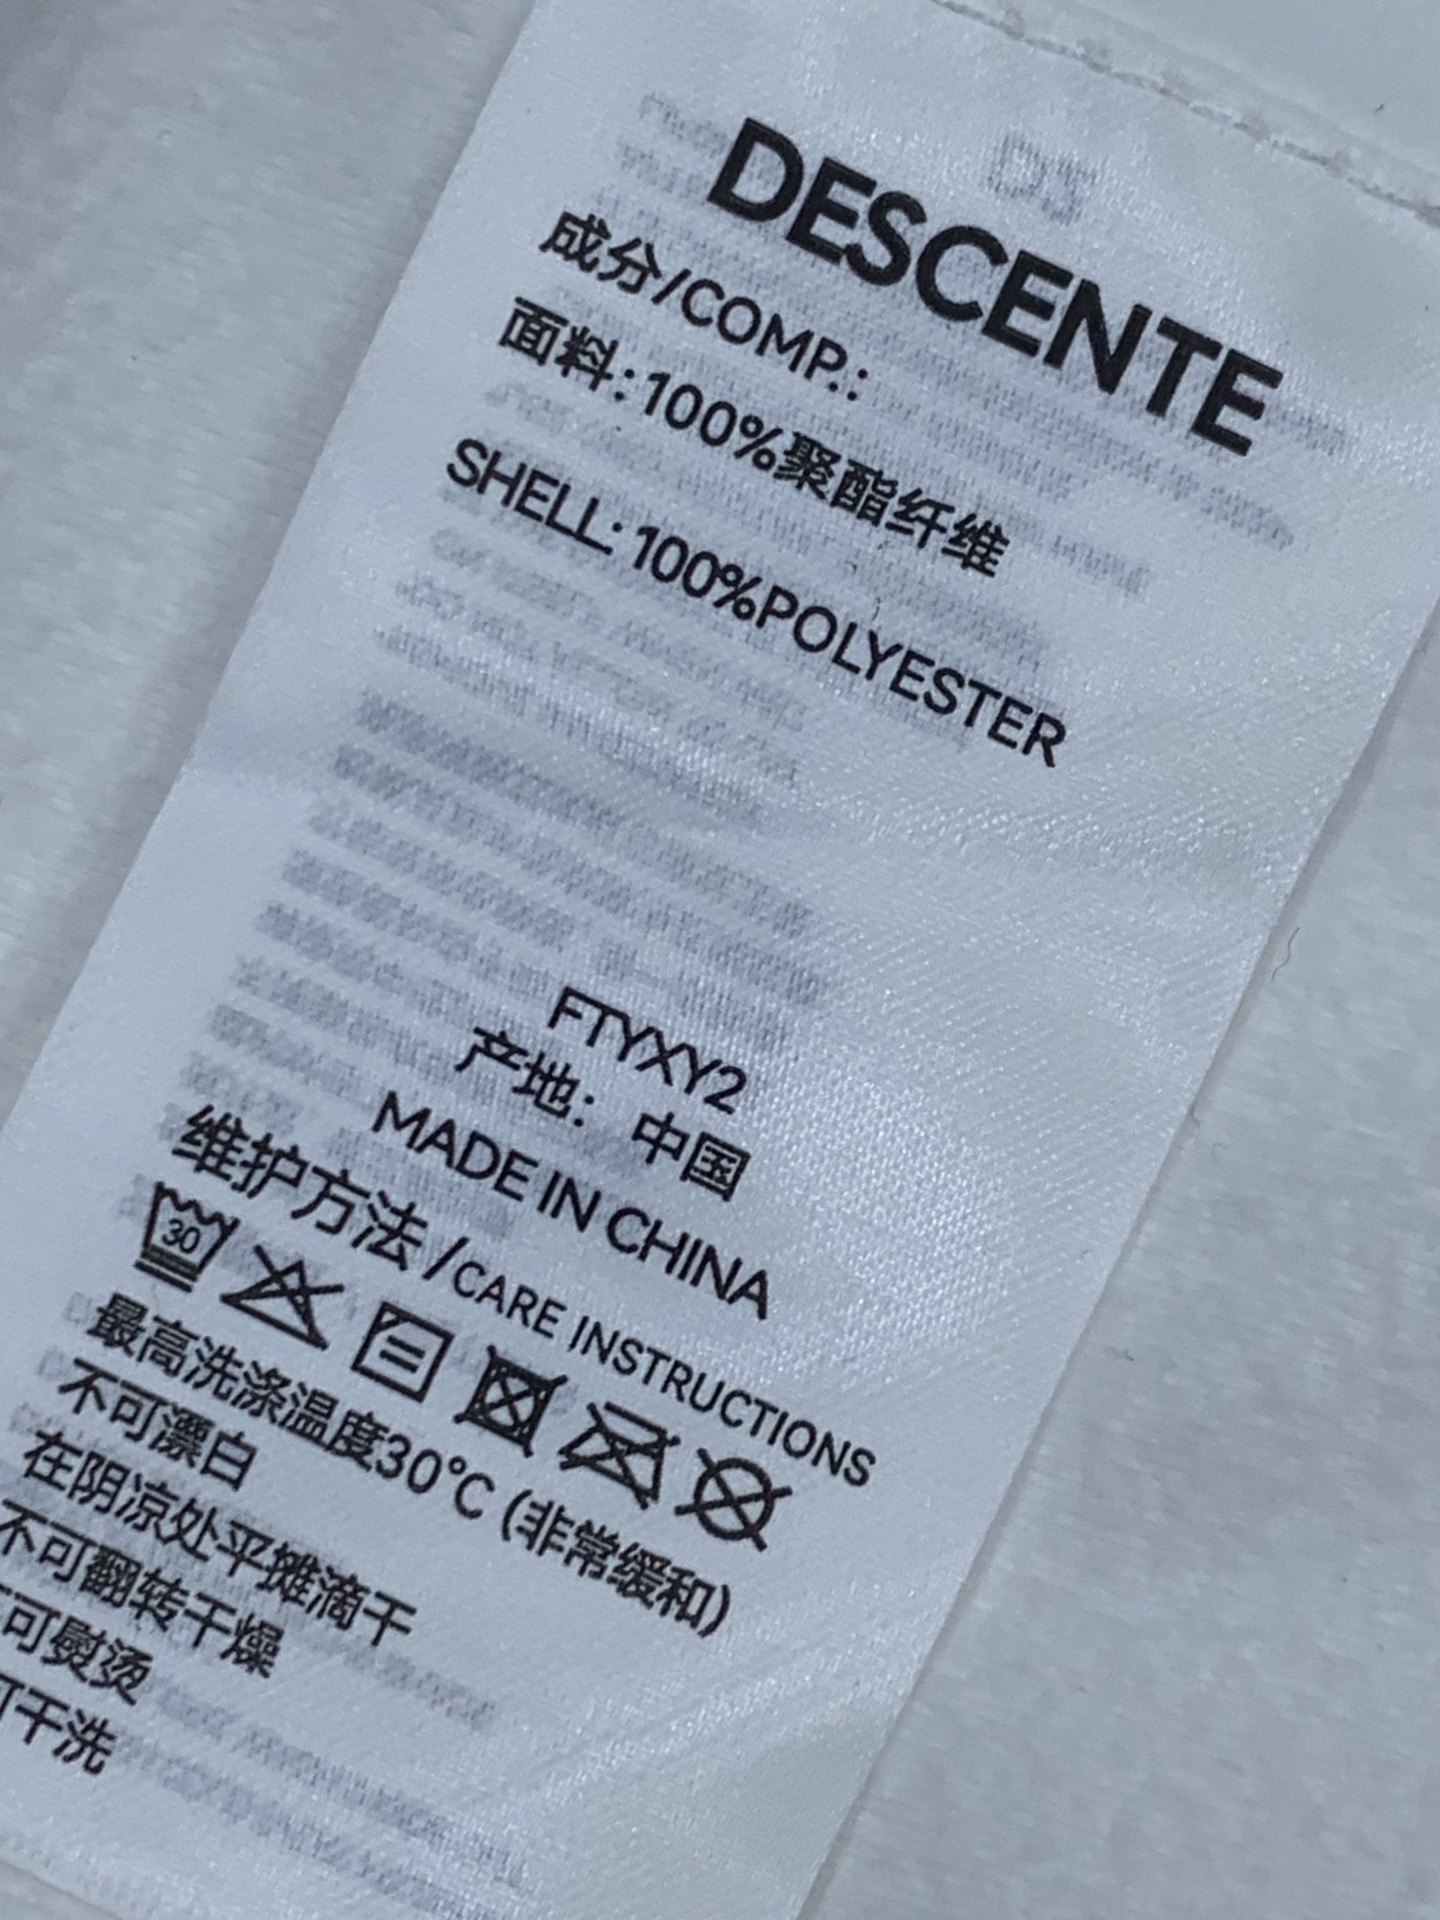 DESCENTE
成分/COMP.:
面料:100%聚酯纤维
SHELL:100%POLYESTER
FTYXY2
产地: 中国
MADE IN CHINA
维护方法/CARE INSTRUCTIONS
30
最高洗涤温度30°C (非常缓和)
不可漂白
在阴凉处平摊滴干
不可翻转干燥
可熨烫
可干洗